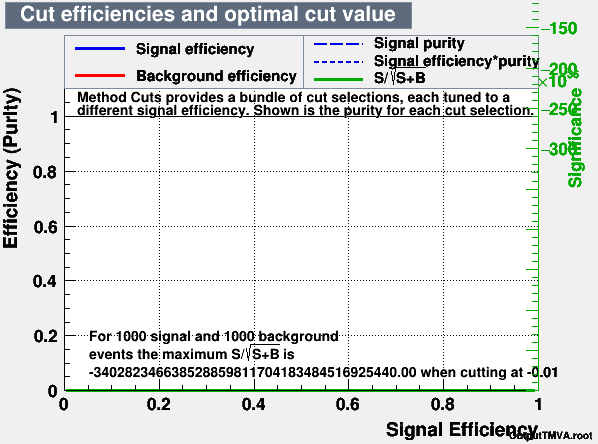 Cut efficiencies and optimal cut value
Signal efficiency
Background efficiency
Signal purity
Signal efficiency*purity
S/√S+B
Method Cuts provides a bundle of cut selections, each tuned to a
different signal efficiency. Shown is the purity for each cut selection.
Efficiency (Purity)
1
0.8
0.6
0.4
0.2
0
For 1000 signal and 1000 background
events the maximum S/√S+B is
-340282346638528859811704183484516925440.00 when cutting at -0.01
0 0.2 0.4 0.6 0.8 1
Signal Efficiency
-150
-200
-250
-300
Significance